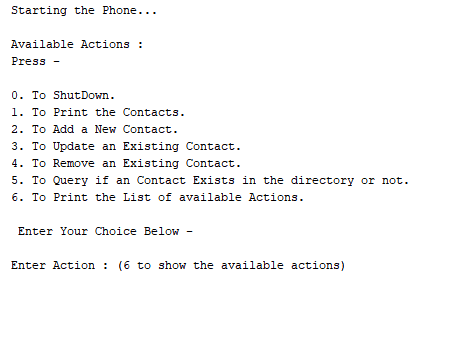 Starting the Phone...
Available Actions :
Press -
0. To ShutDown.
1. To Print the Contacts.
2. To Add a New Contact.
3. To Update an Existing Contact.
4. To Remove an Existing Contact.
5. To Query if an Contact Exists in the directory or not.
6. To Print the List of available Actions.
Enter Your Choice Below -
Enter Action : (6 to show the available actions)